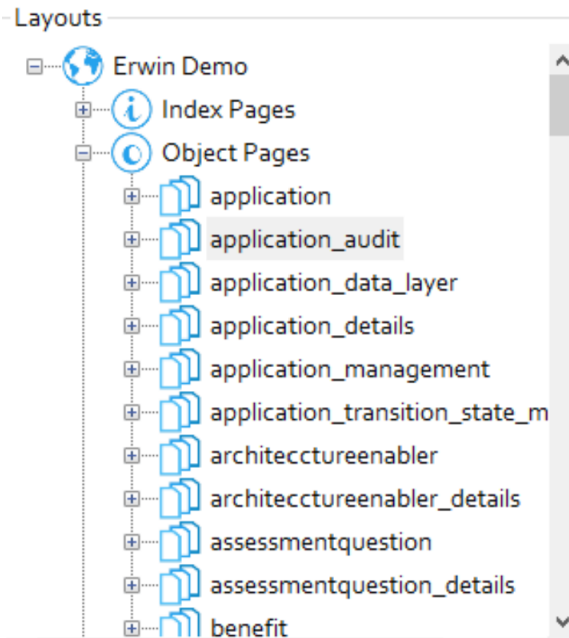 Layouts
Erwin Demo
Index Pages
Object Pages
application
application_audit
application_data_layer
application_details
application_management
application_transition_state_m
architecctureenabler
architecctureenabler_details
assessmentquestion
assessmentquestion_details
benefit